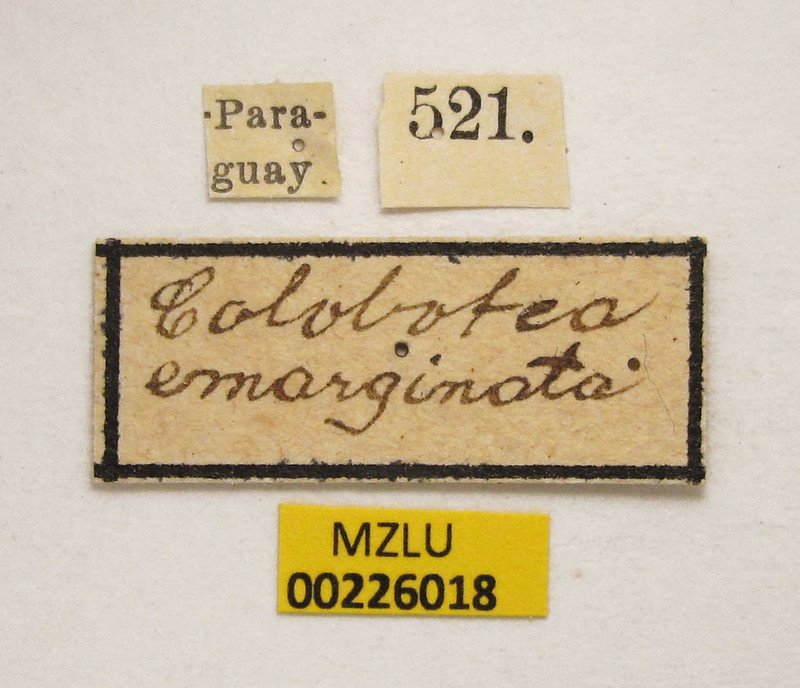 Para-
guay.
521.
Colobotea
emarginata
MZLU
00226018